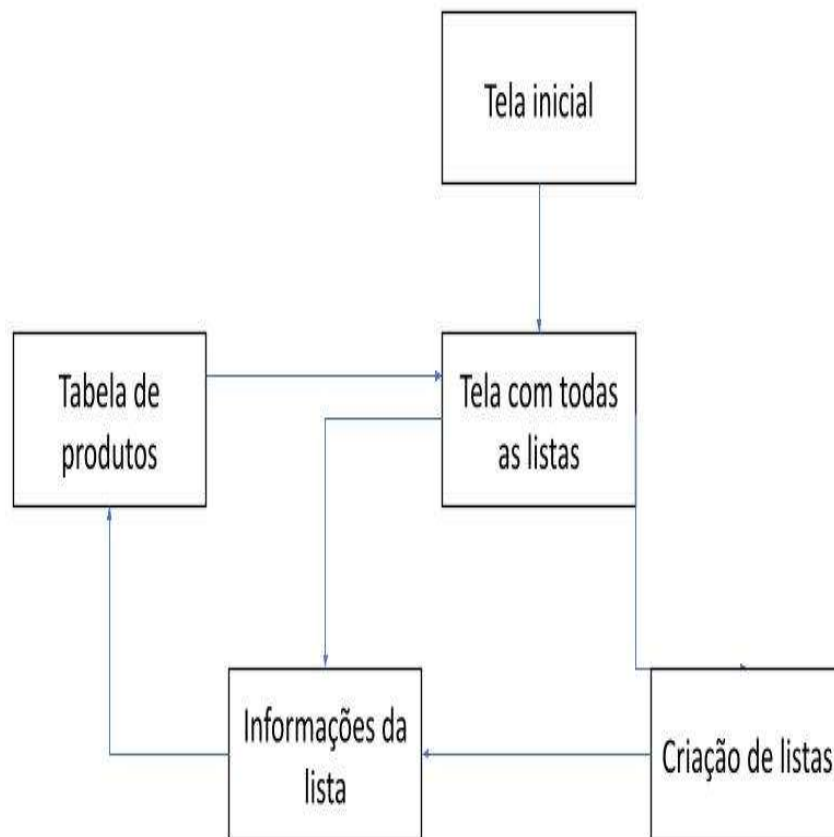 Tela inicial
Tabela de
produtos
Tela com todas
as listas
Informações da
lista
Criação de listas